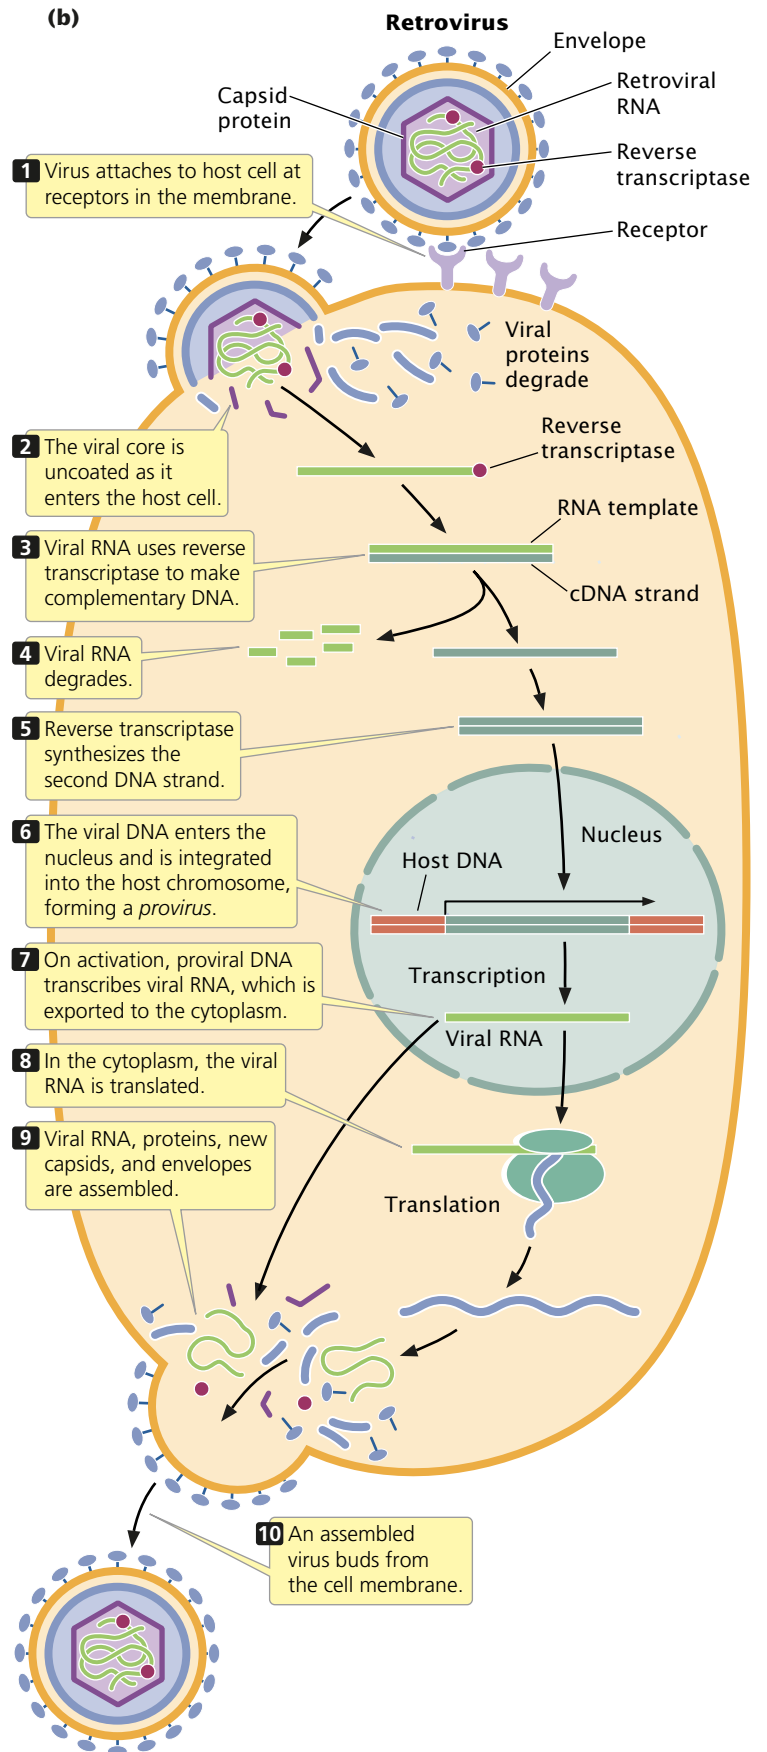 (b)
Retrovirus
Envelope
Capsid
protein
Retroviral
RNA
Reverse
transcriptase
1 Virus attaches to host cell at
receptors in the membrane.
Receptor
Viral
proteins
degrade
Reverse
transcriptase
2 The viral core is
uncoated as it
enters the host cell.
RNA template
3 Viral RNA uses reverse
transcriptase to make
complementary DNA.
cDNA strand
4 Viral RNA
degrades.
5 Reverse transcriptase
synthesizes the
second DNA strand.
6 The viral DNA enters the
nucleus and is integrated
into the host chromosome,
forming a provirus.
Nucleus
Host DNA
7 On activation, proviral DNA
transcribes viral RNA, which is
exported to the cytoplasm.
Transcription
Viral RNA
8 In the cytoplasm, the viral
RNA is translated.
9 Viral RNA, proteins, new
capsids, and envelopes
are assembled.
Translation
10 An assembled
virus buds from
the cell membrane.